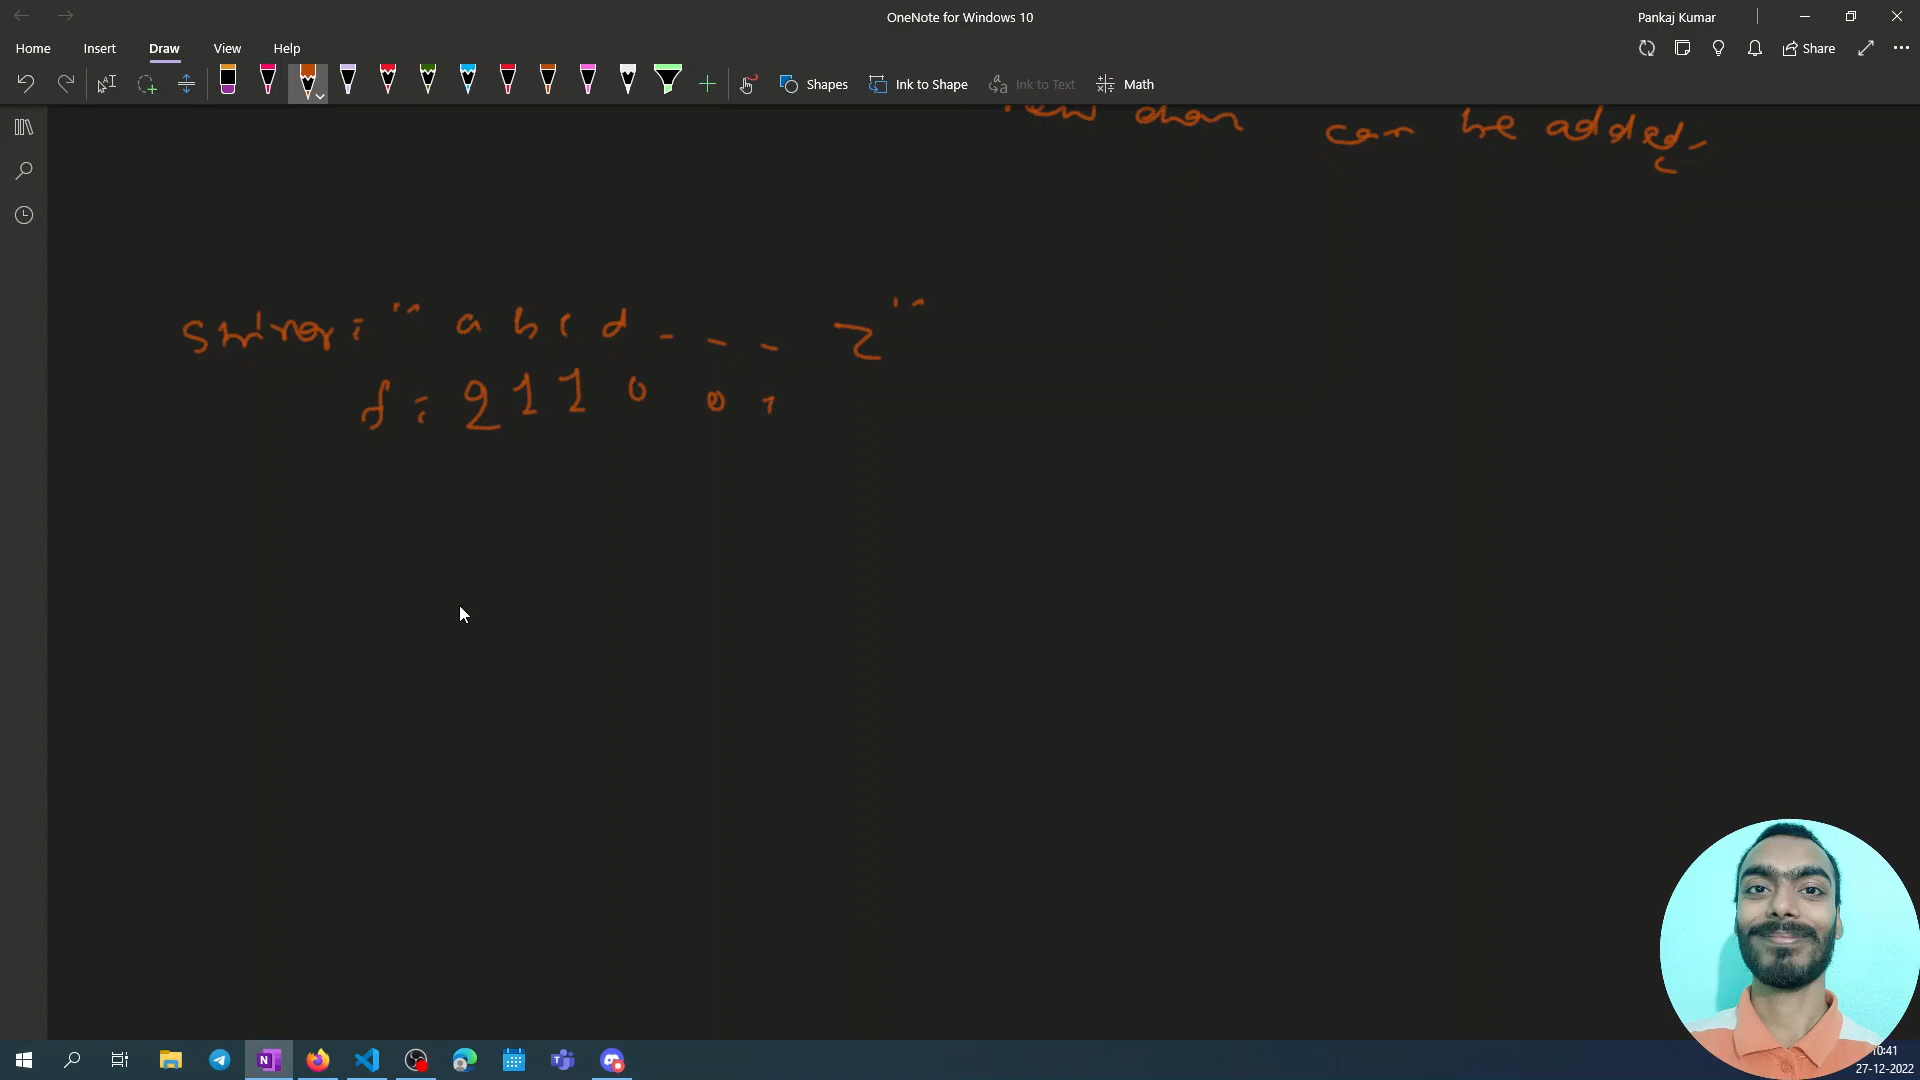 OneNote for Windows 10
Pankaj Kumar
Home Insert Draw View Help
Share
Shapes Ink to Shape Ink to Text Math
can be added
" a b c d - - - z "
f: 2 1 1 0 0 1
10:41
27-12-2022